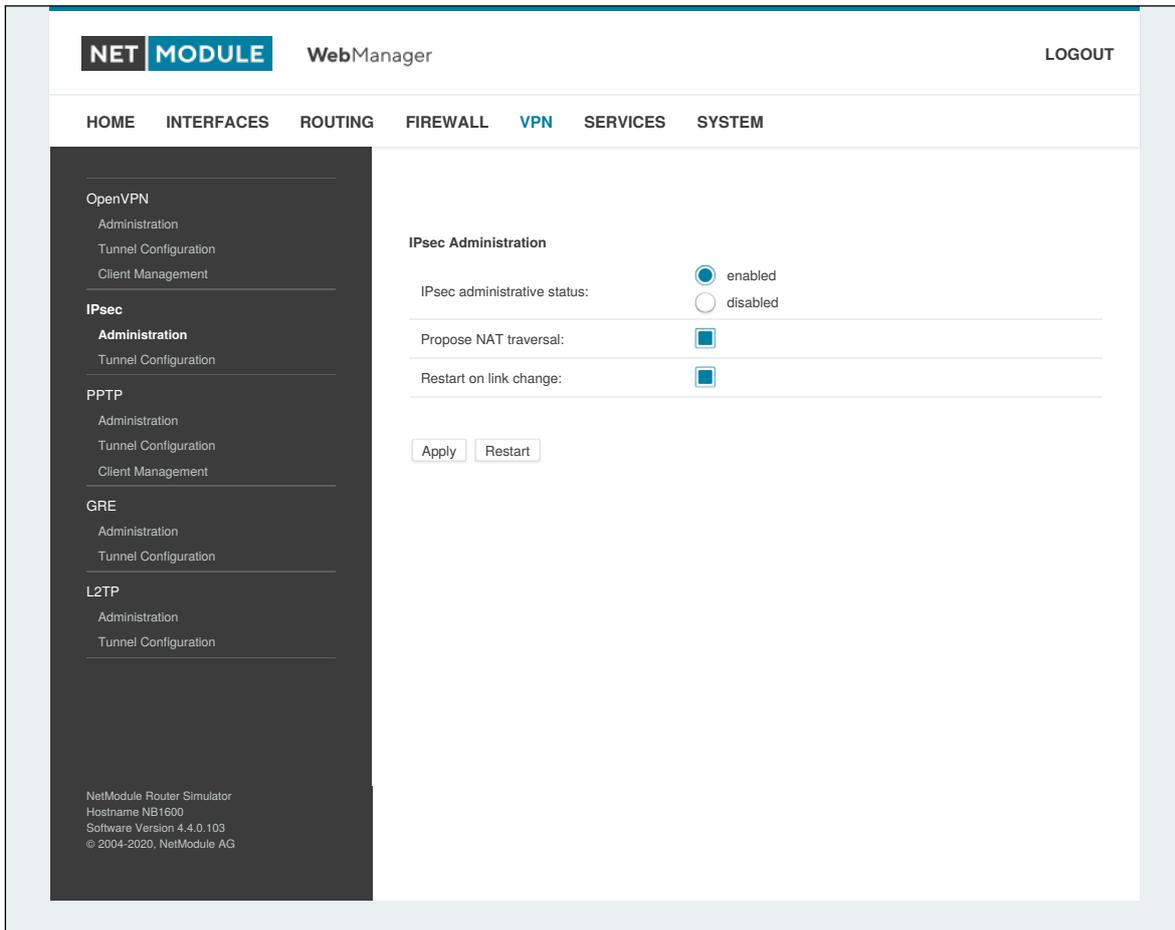 NET MODULE WebManager LOGOUT
HOME INTERFACES ROUTING FIREWALL VPN SERVICES SYSTEM
OpenVPN
Administration
Tunnel Configuration
Client Management
IPsec
Administration
Tunnel Configuration
PPTP
Administration
Tunnel Configuration
Client Management
GRE
Administration
Tunnel Configuration
L2TP
Administration
Tunnel Configuration
NetModule Router Simulator
Hostname NB1600
Software Version 4.4.0.103
© 2004-2020, NetModule AG
IPsec Administration
IPsec administrative status:
enabled
disabled
Propose NAT traversal:
Restart on link change:
Apply Restart